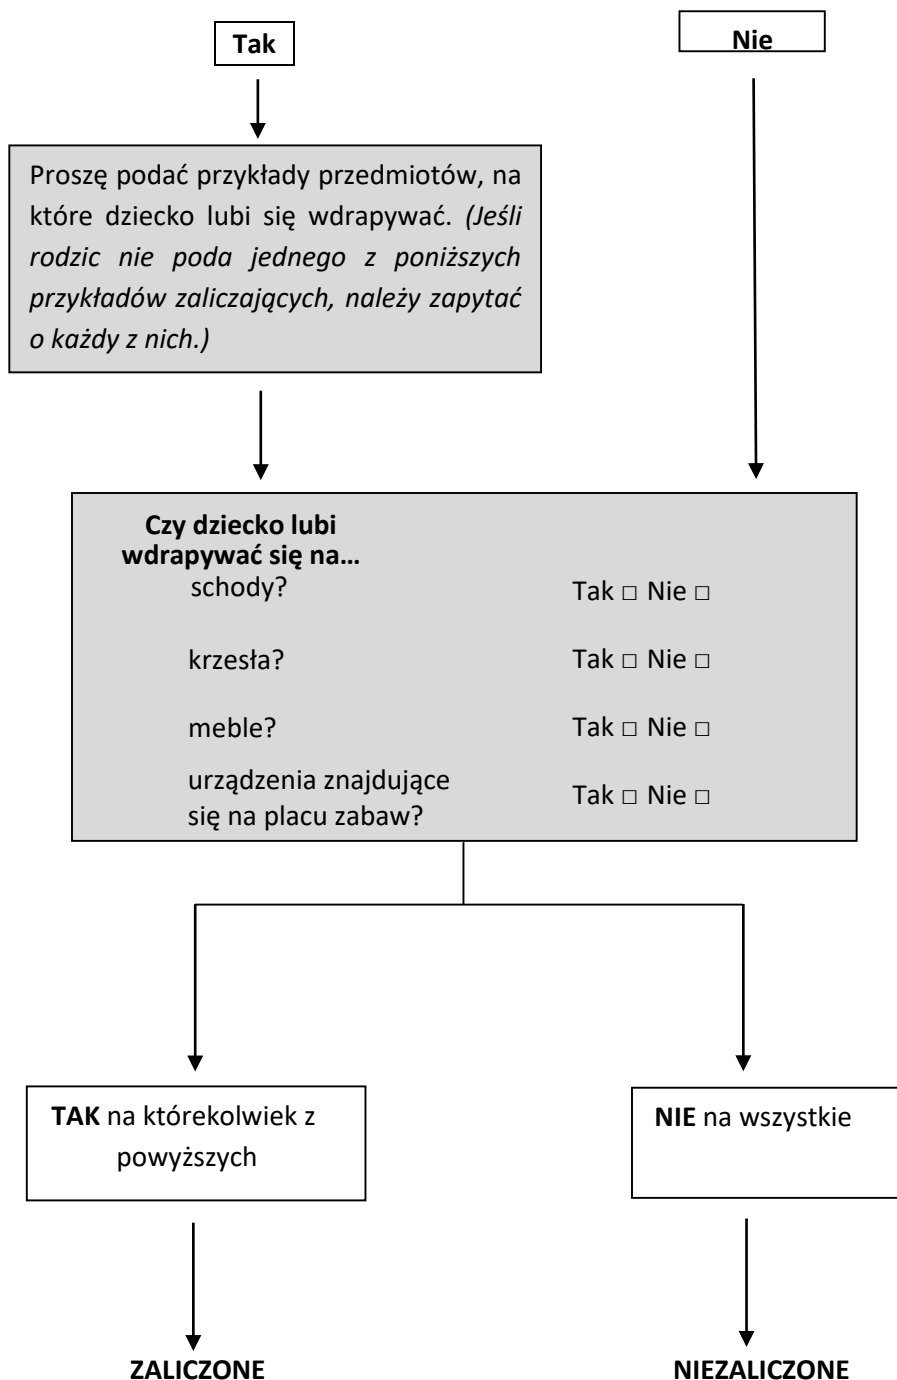 Tak
Nie
Proszę podać przykłady przedmiotów, na
które dziecko lubi się wdrapywać. (Jeśli
rodzic nie poda jednego z poniższych
przykładów zaliczających, należy zapytać
o każdy z nich.)
Czy dziecko lubi
wdrapywać się na…
schody? Tak □ Nie □
krzesła? Tak □ Nie □
meble? Tak □ Nie □
urządzenia znajdujące
się na placu zabaw? Tak □ Nie □
TAK na którekolwiek z
powyższych
NIE na wszystkie
ZALICZONE
NIEZALICZONE